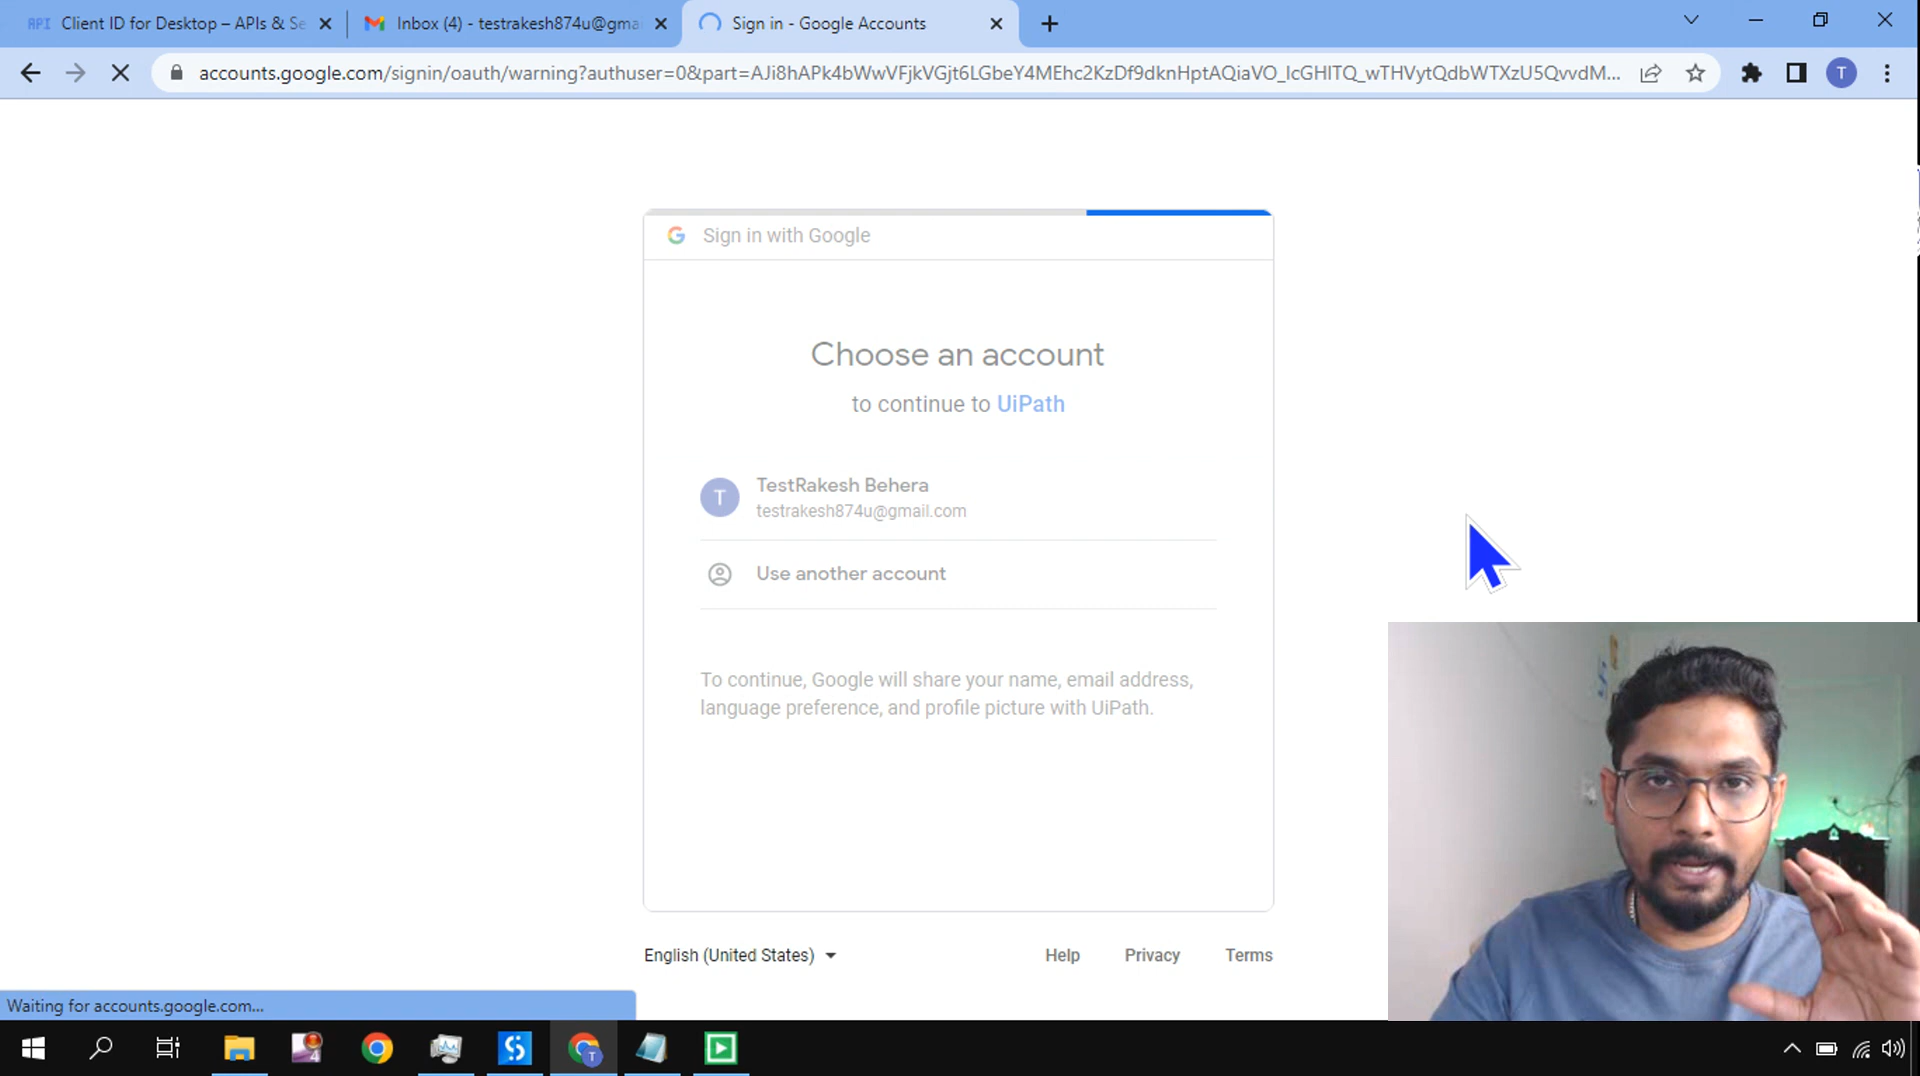 API Client ID for Desktop – APIs & Se
Inbox (4) - testrakesh874u@gma
Sign in - Google Accounts
accounts.google.com/signin/oauth/warning?authuser=0&part=AJi8hAPk4bWwVFjkVGjt6LGbeY4MEhc2KzDf9dknHptAQiaVO_IcGHITQ_wTHVytQdbWTXzU5QvvdM...
T
Sign in with Google
Choose an account
to continue to UiPath
T
TestRakesh Behera
testrakesh874u@gmail.com
Use another account
To continue, Google will share your name, email address,
language preference, and profile picture with UiPath.
English (United States)
Help
Privacy
Terms
Waiting for accounts.google.com...
4
T